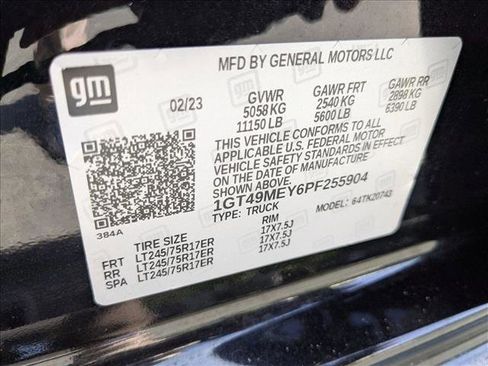 gm
MFD BY GENERAL MOTORS LLC
02/23 GVWR GAWR FRT GAWR RR
5058 KG 2540 KG 2898 KG
11150 LB 5600 LB 6390 LB
THIS VEHICLE CONFORMS TO ALL
APPLICABLE U.S. FEDERAL MOTOR
VEHICLE SAFETY STANDARDS IN EFFECT
ON THE DATE OF MANUFACTURE
SHOWN ABOVE.
1GT49MEY6PF255904
TYPE: TRUCK MODEL: 64TK20743
384A
TIRE SIZE RIM
FRT LT245/75R17ER 17X7.5J
RR LT245/75R17ER 17X7.5J
SPA LT245/75R17ER 17X7.5J